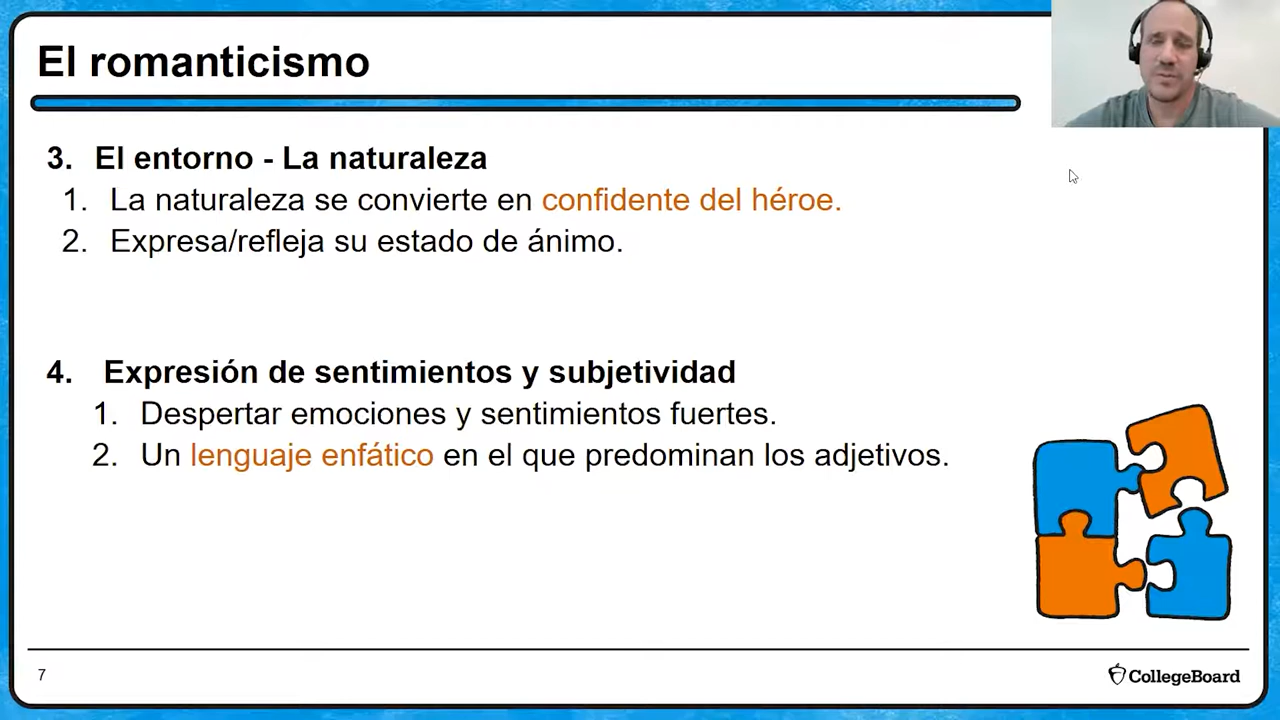 El romanticismo
3. El entorno - La naturaleza
1. La naturaleza se convierte en confidente del héroe.
2. Expresa/refleja su estado de ánimo.
4. Expresión de sentimientos y subjetividad
1. Despertar emociones y sentimientos fuertes.
2. Un lenguaje enfático en el que predominan los adjetivos.
7
CollegeBoard